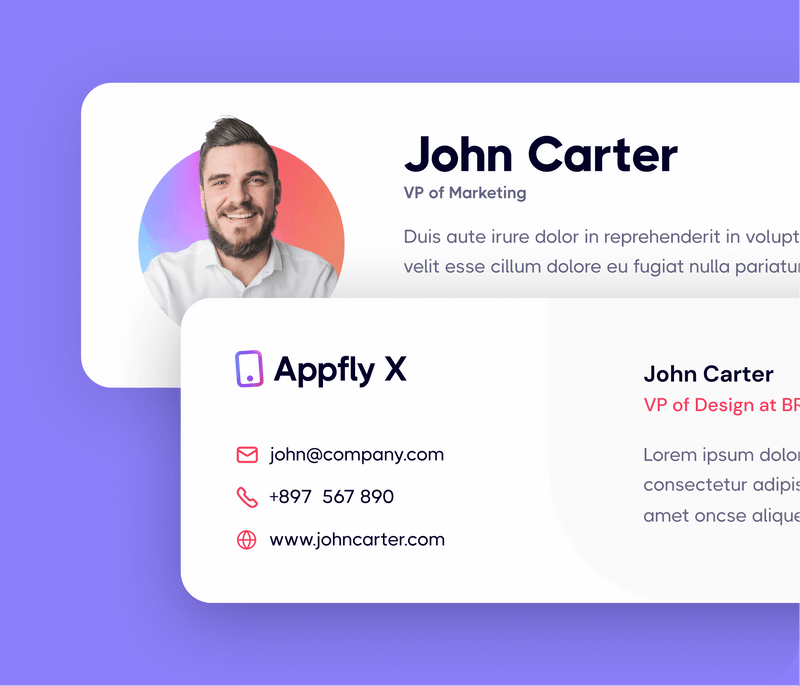 John Carter
VP of Marketing
Duis aute irure dolor in reprehenderit in volupt
velit esse cillum dolore eu fugiat nulla pariatur
Appfly X
john@company.com
+897 567 890
www.johncarter.com
John Carter
VP of Design at BR
Lorem ipsum dolor
consectetur adipis
amet oncse alique